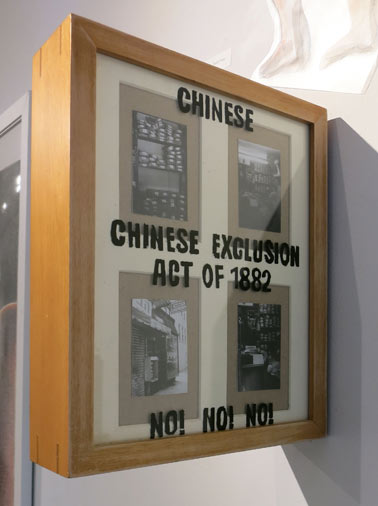 CHINESE
CHINESE EXCLUSION
ACT OF 1882
NO! NO! NO!